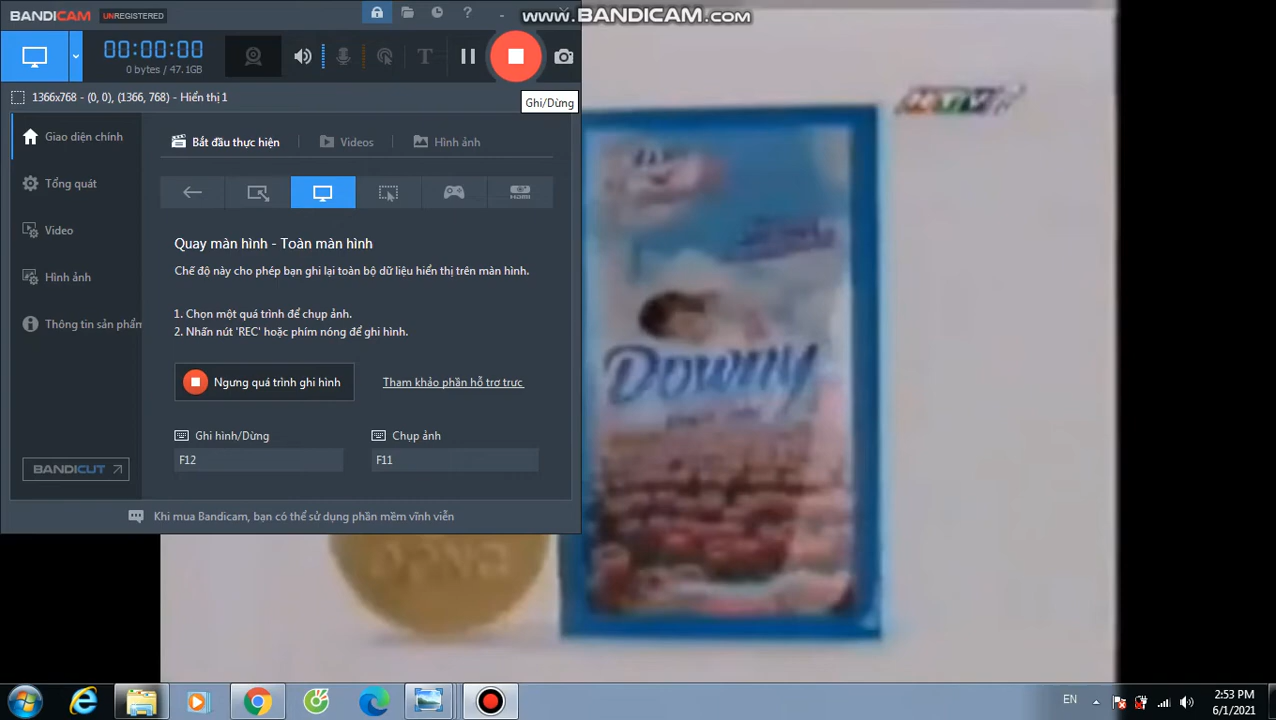 BANDICAM UNREGISTERED
www.BANDICAM.com
00:00:00
0 bytes / 47.1GB
1366x768 - (0, 0), (1366, 768) - Hiển thị 1
Ghi/Dừng
HTV7
Giao diện chính
Tổng quát
Video
Hình ảnh
Thông tin sản phẩm
Bắt đầu thực hiện
Videos
Hình ảnh
HDMI
Quay màn hình - Toàn màn hình
Chế độ này cho phép bạn ghi lại toàn bộ dữ liệu hiển thị trên màn hình.
1. Chọn một quá trình để chụp ảnh.
2. Nhấn nút 'REC' hoặc phím nóng để ghi hình.
Ngưng quá trình ghi hình
Tham khảo phần hỗ trợ trực
Ghi hình/Dừng
Chụp ảnh
F12
F11
BANDICUT
Khi mua Bandicam, bạn có thể sử dụng phần mềm vĩnh viễn
Downy
ĐỒNG
EN
2:53 PM
6/1/2021